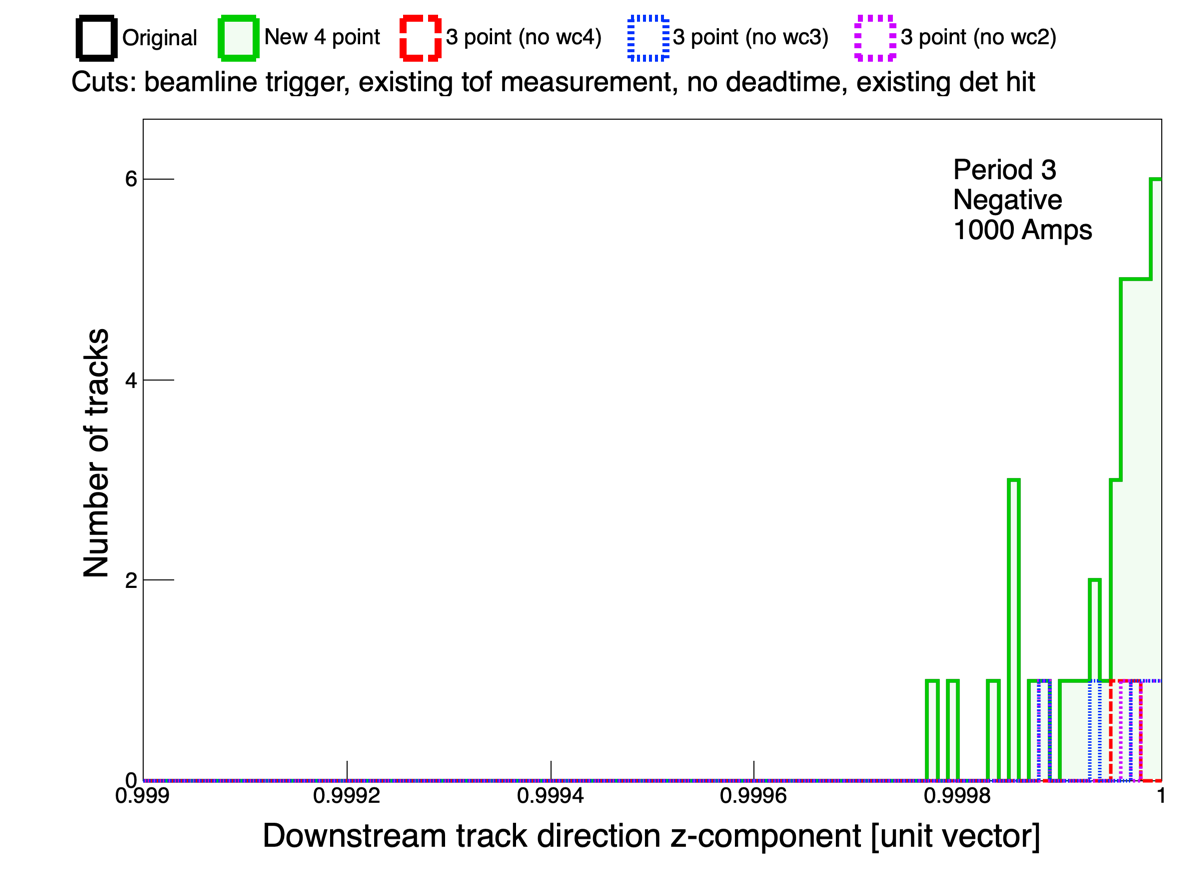 Original New 4 point 3 point (no wc4) 3 point (no wc3) 3 point (no wc2)
Cuts: beamline trigger, existing tof measurement, no deadtime, existing det hit
Period 3
Negative
1000 Amps
Number of tracks
6
4
2
0
0.999 0.9992 0.9994 0.9996 0.9998 1
Downstream track direction z-component [unit vector]